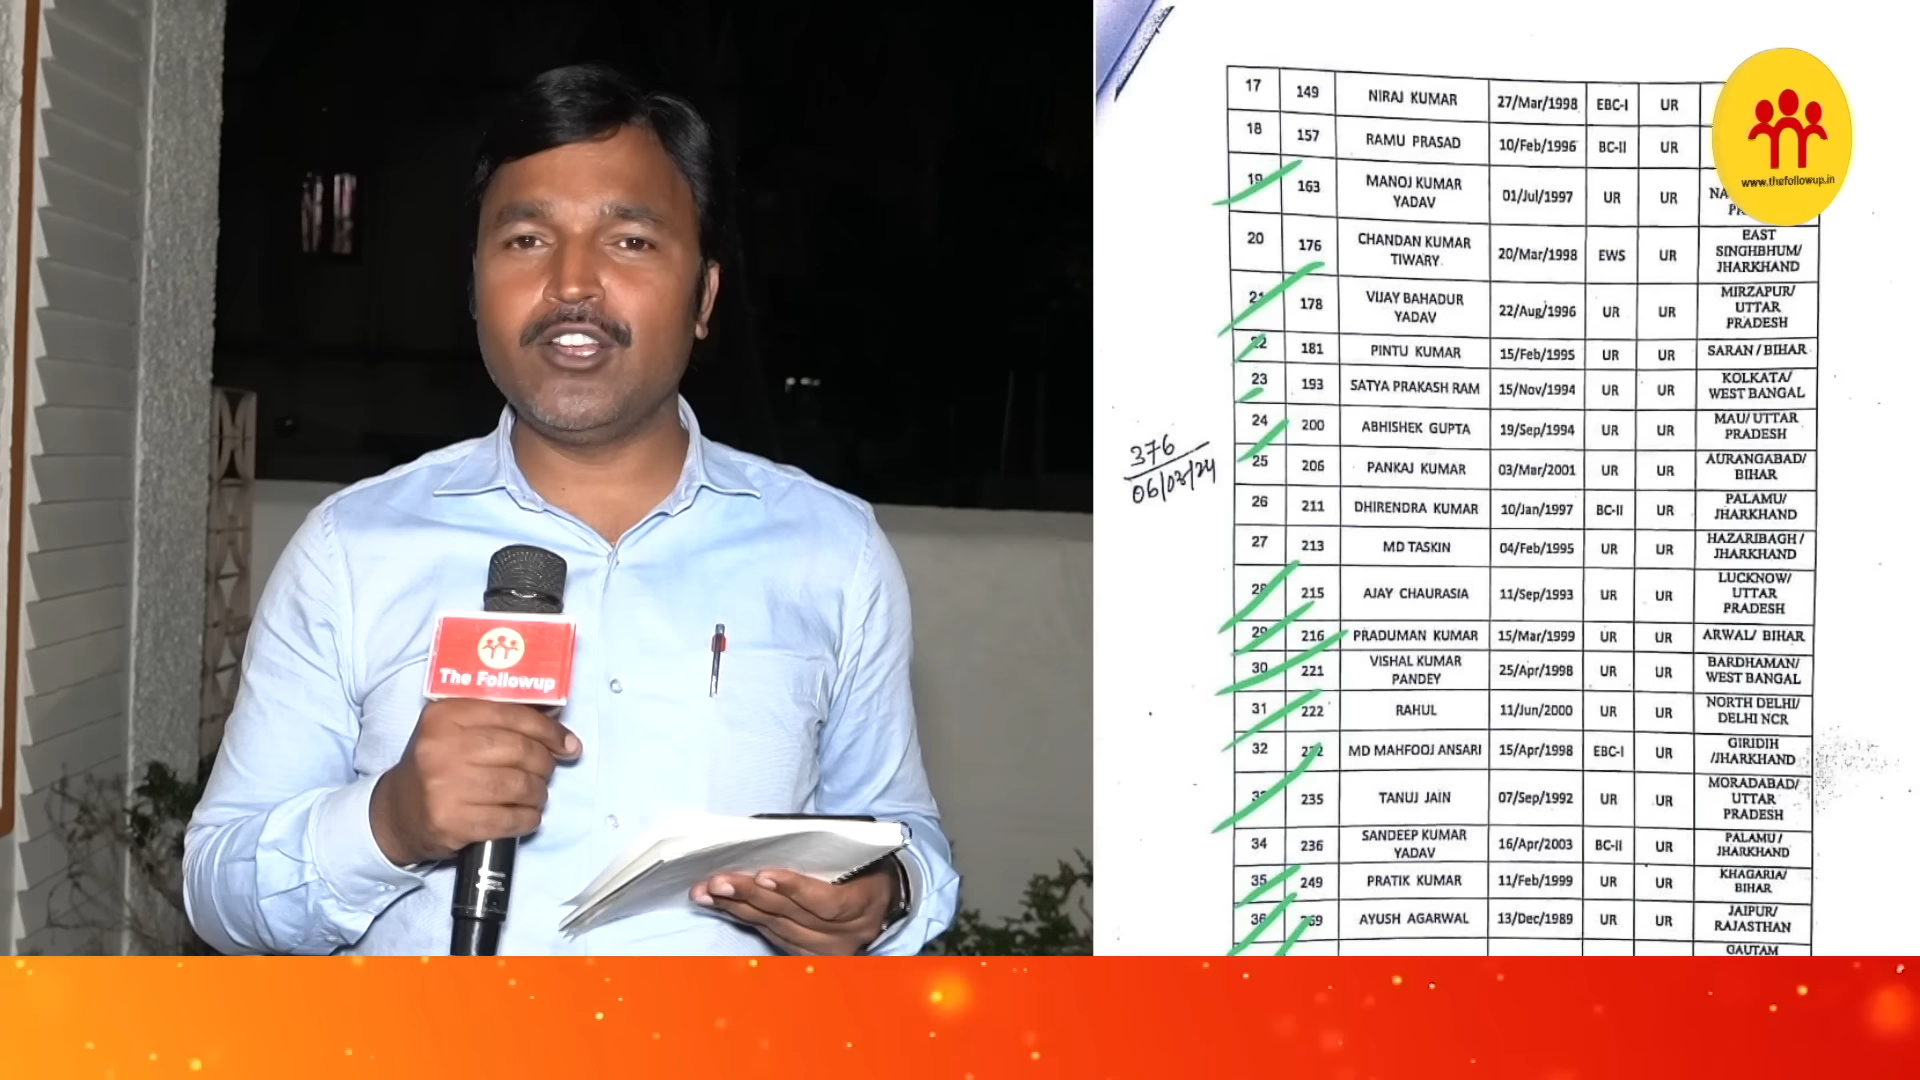 The Followup
www.thefollowup.in
17 149 NIRAJ KUMAR 27/Mar/1998 EBC-I UR
18 157 RAMU PRASAD 10/Feb/1996 BC-II UR
19 163 MANOJ KUMAR YADAV 01/Jul/1997 UR UR
20 176 CHANDAN KUMAR TIWARY 20/Mar/1998 EWS UR EAST SINGHBHUM/ JHARKHAND
21 178 VIJAY BAHADUR YADAV 22/Aug/1996 UR UR MIRZAPUR/ UTTAR PRADESH
22 181 PINTU KUMAR 15/Feb/1995 UR UR SARAN / BIHAR
23 193 SATYA PRAKASH RAM 15/Nov/1994 UR UR KOLKATA/ WEST BANGAL
24 200 ABHISHEK GUPTA 19/Sep/1994 UR UR MAU/ UTTAR PRADESH
376
06/03/24
25 206 PANKAJ KUMAR 03/Mar/2001 UR UR AURANGABAD/ BIHAR
26 211 DHIRENDRA KUMAR 10/Jan/1997 BC-II UR PALAMU/ JHARKHAND
27 213 MD TASKIN 04/Feb/1995 UR UR HAZARIBAGH / JHARKHAND
28 215 AJAY CHAURASIA 11/Sep/1993 UR UR LUCKNOW/ UTTAR PRADESH
29 216 PRADUMAN KUMAR 15/Mar/1999 UR UR ARWAL/ BIHAR
30 221 VISHAL KUMAR PANDEY 25/Apr/1998 UR UR BARDHAMAN/ WEST BANGAL
31 222 RAHUL 11/Jun/2000 UR UR NORTH DELHI/ DELHI NCR
32 MD MAHFOOJ ANSARI 15/Apr/1998 EBC-I UR GIRIDIH /JHARKHAND
33 235 TANUJ JAIN 07/Sep/1992 UR UR MORADABAD/ UTTAR PRADESH
34 236 SANDEEP KUMAR YADAV 16/Apr/2003 BC-II UR PALAMU / JHARKHAND
35 249 PRATIK KUMAR 11/Feb/1999 UR UR KHAGARIA/ BIHAR
36 AYUSH AGARWAL 13/Dec/1989 UR UR JAIPUR/ RAJASTHAN
GAUTAM